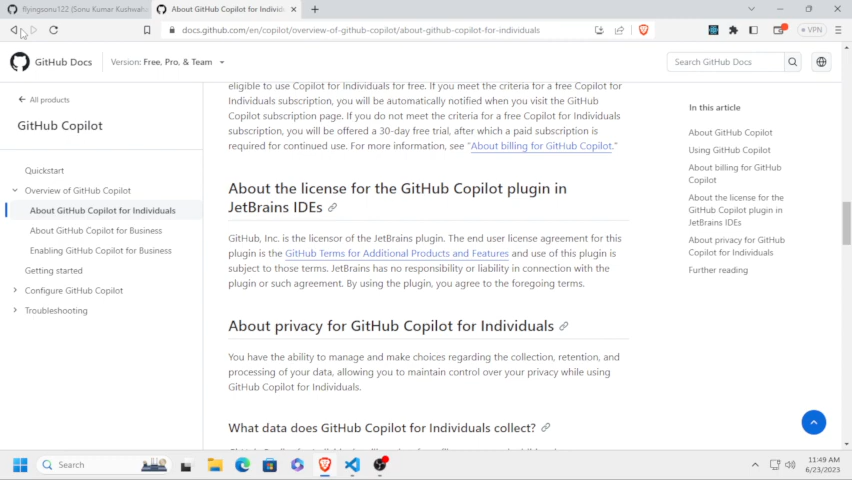 flyingsonu122 (Sonu Kumar Kushwah
About GitHub Copilot for Individual
docs.github.com/en/copilot/overview-of-github-copilot/about-github-copilot-for-individuals
VPN
GitHub Docs
Version: Free, Pro, & Team
Search GitHub Docs
All products
GitHub Copilot
Quickstart
Overview of GitHub Copilot
About GitHub Copilot for Individuals
About GitHub Copilot for Business
Enabling GitHub Copilot for Business
Getting started
Configure GitHub Copilot
Troubleshooting
eligible to use Copilot for Individuals for free. If you meet the criteria for a free Copilot for
Individuals subscription, you will be automatically notified when you visit the GitHub
Copilot subscription page. If you do not meet the criteria for a free Copilot for Individuals
subscription, you will be offered a 30-day free trial, after which a paid subscription is
required for continued use. For more information, see "About billing for GitHub Copilot."
About the license for the GitHub Copilot plugin in
JetBrains IDEs
GitHub, Inc. is the licensor of the JetBrains plugin. The end user license agreement for this
plugin is the GitHub Terms for Additional Products and Features and use of this plugin is
subject to those terms. JetBrains has no responsibility or liability in connection with the
plugin or such agreement. By using the plugin, you agree to the foregoing terms.
About privacy for GitHub Copilot for Individuals
You have the ability to manage and make choices regarding the collection, retention, and
processing of your data, allowing you to maintain control over your privacy while using
GitHub Copilot for Individuals.
What data does GitHub Copilot for Individuals collect?
In this article
About GitHub Copilot
Using GitHub Copilot
About billing for GitHub
Copilot
About the license for the
GitHub Copilot plugin in
JetBrains IDEs
About privacy for GitHub
Copilot for Individuals
Further reading
Search
11:49 AM
6/23/2023